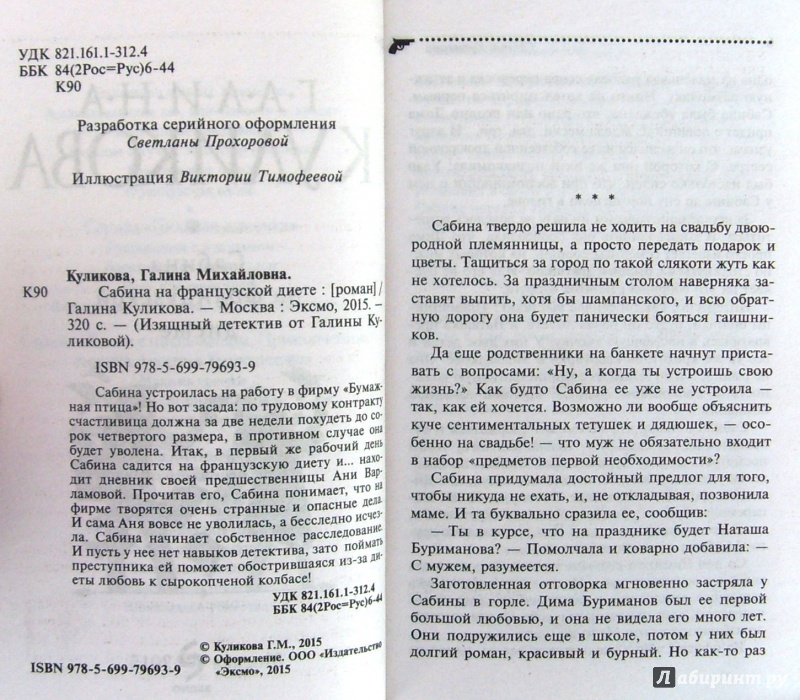 УДК 821.161.1-312.4
ББК 84(2Рос=Рус)6-44
К90
Разработка серийного оформления
Светланы Прохоровой
Иллюстрация Виктории Тимофеевой
Куликова, Галина Михайловна.
К90 Сабина на французской диете : [роман] /
Галина Куликова. — Москва : Эксмо, 2015. —
320 с. — (Изящный детектив от Галины Ку-
ликовой).
ISBN 978-5-699-79693-9
Сабина устроилась на работу в фирму «Бумаж-
ная птица»! Но вот засада: по трудовому контракту
счастливица должна за две недели похудеть до со-
рок четвертого размера, в противном случае она
будет уволена. Итак, в первый же рабочий день
Сабина садится на французскую диету и... нахо-
дит дневник своей предшественницы Ани Вар-
ламовой. Прочитав его, Сабина понимает, что на
фирме творятся очень странные и опасные дела.
И сама Аня вовсе не уволилась, а бесследно исчез-
ла. Сабина начинает собственное расследование.
И пусть у нее нет навыков детектива, зато поймать
преступника ей поможет обострившаяся из-за ди-
еты любовь к сырокопченой колбасе!
УДК 821.161.1-312.4
ББК 84(2Рос=Рус)6-44
© Куликова Г.М., 2015
© Оформление. ООО «Издательство
ISBN 978-5-699-79693-9 «Эксмо», 2015
* * *
Сабина твердо решила не ходить на свадьбу двою-
родной племянницы, а просто передать подарок и
цветы. Тащиться за город по такой слякоти жуть как
не хотелось. За праздничным столом наверняка за-
ставят выпить, хотя бы шампанского, и всю обрат-
ную дорогу она будет панически бояться гаишни-
ков.
Да еще родственники на банкете начнут приста-
вать с вопросами: «Ну, а когда ты устроишь свою
жизнь?» Как будто Сабина ее уже не устроила —
так, как ей хочется. Возможно ли вообще объяснить
куче сентиментальных тетушек и дядюшек, — осо-
бенно на свадьбе! — что муж не обязательно входит
в набор «предметов первой необходимости»?
Сабина придумала достойный предлог для того,
чтобы никуда не ехать, и, не откладывая, позвонила
маме. И та буквально сразила ее, сообщив:
— Ты в курсе, что на празднике будет Наташа
Буриманова? — Помолчала и коварно добавила: —
С мужем, разумеется.
Заготовленная отговорка мгновенно застряла у
Сабины в горле. Дима Буриманов был ее первой
большой любовью, и она не видела его много лет.
Они подружились еще в школе, потом у них был
долгий роман, красивый и бурный. Но как-то раз
Лабиринт.ру